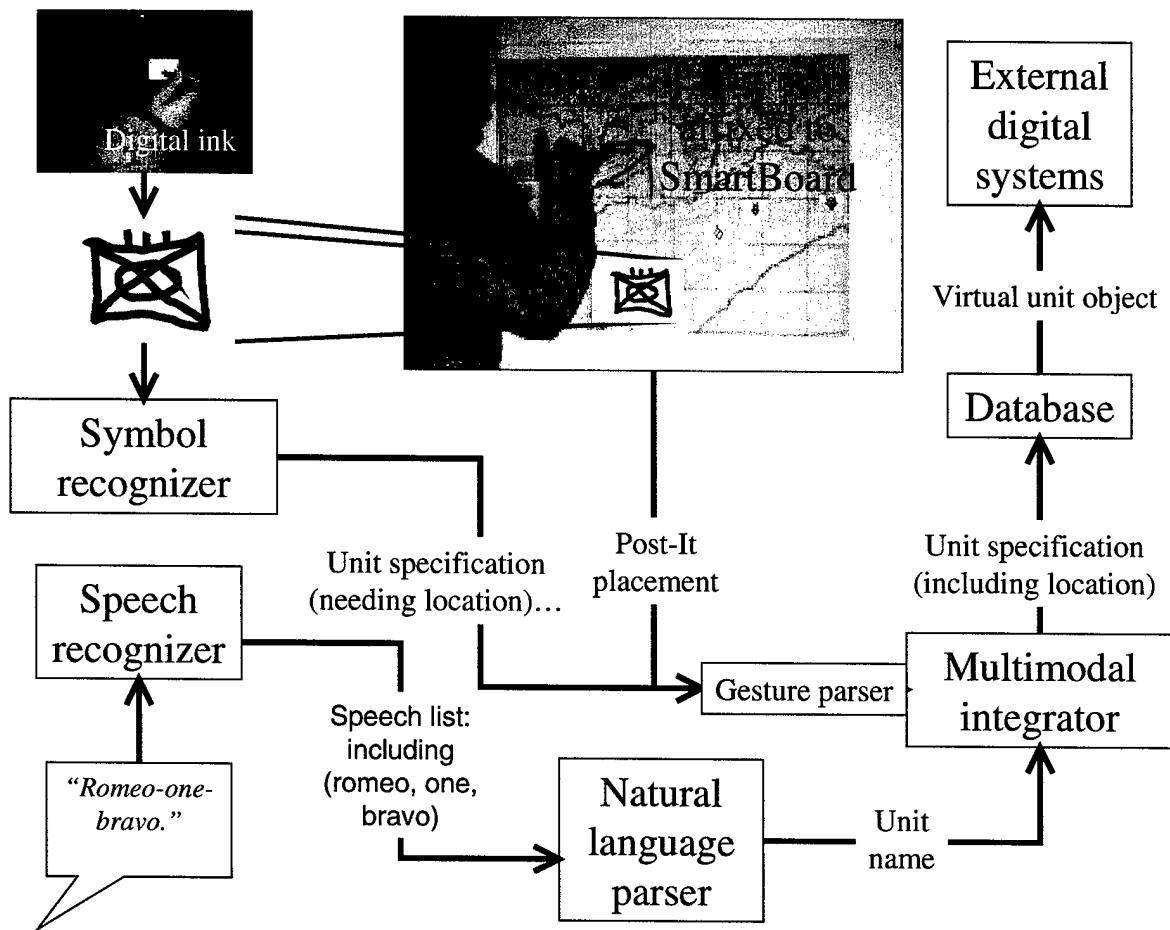 Digital ink
affixed to
SmartBoard
External
digital
systems
Virtual unit object
Database
Symbol
recognizer
Unit specification
(needing location)…
Post-It
placement
Unit specification
(including location)
Speech
recognizer
Gesture parser
Multimodal
integrator
Speech list:
including
(romeo, one,
bravo)
“Romeo-one-
bravo.”
Natural
language
parser
Unit
name